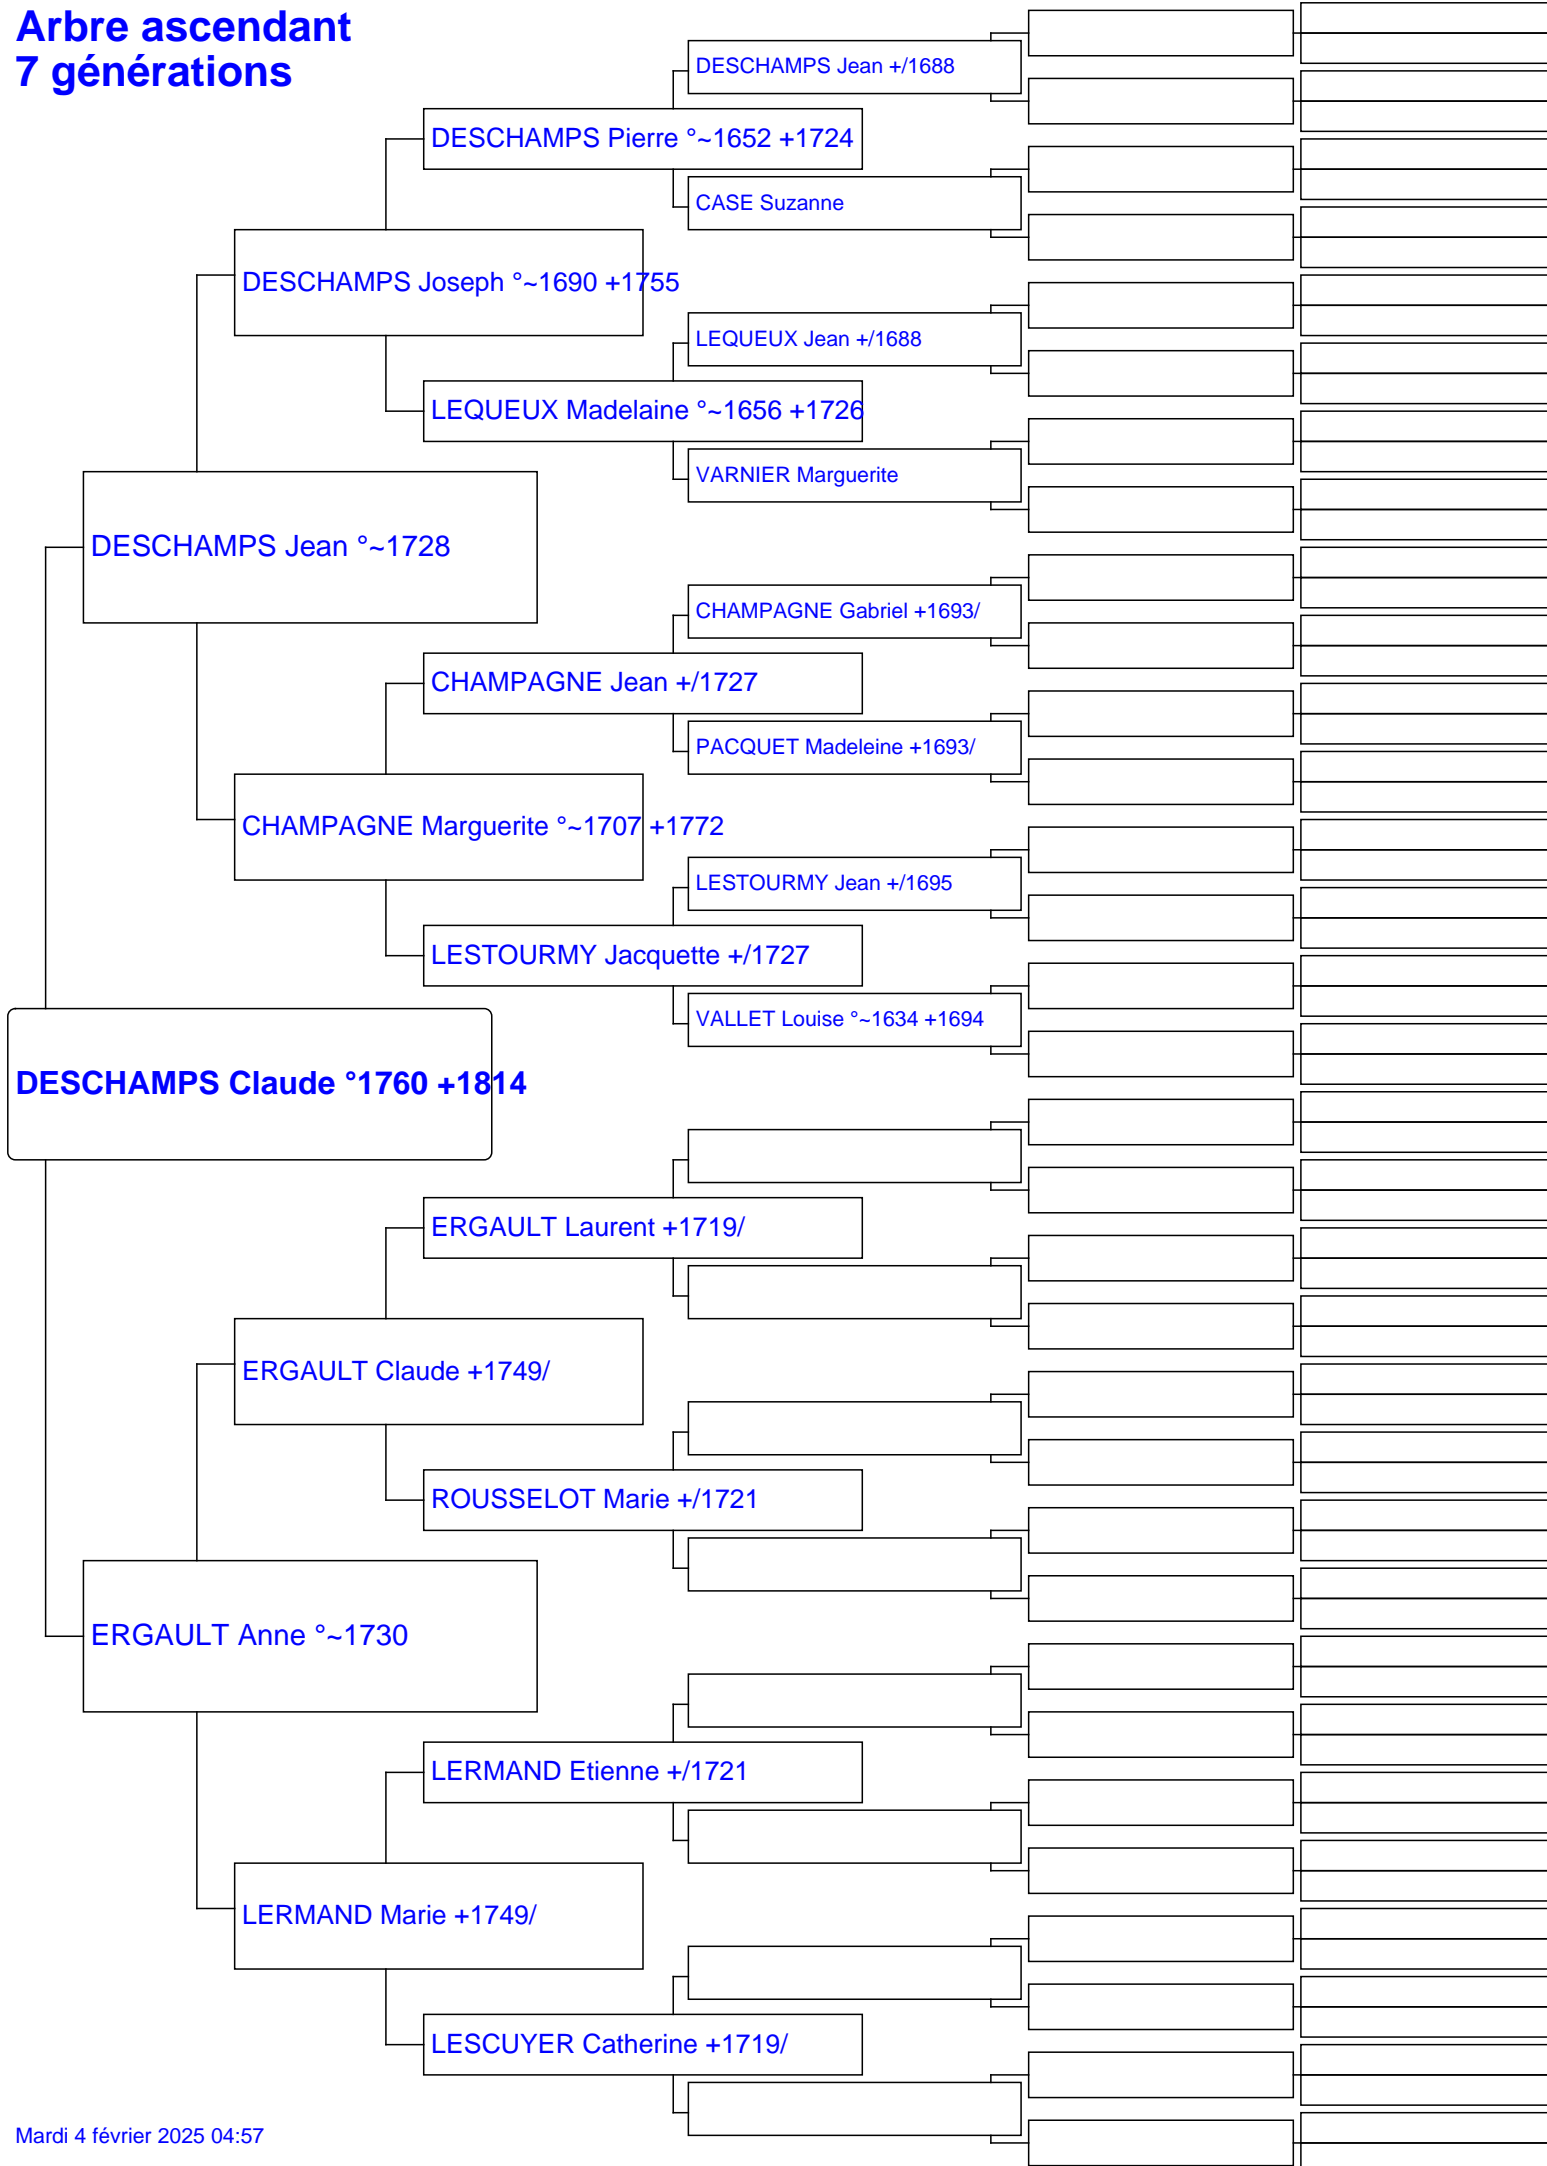 Arbre ascendant
7 générations
DESCHAMPS Jean +/1688
DESCHAMPS Pierre °~1652 +1724
CASE Suzanne
DESCHAMPS Joseph °~1690 +1755
LEQUEUX Jean +/1688
LEQUEUX Madelaine °~1656 +1726
VARNIER Marguerite
DESCHAMPS Jean °~1728
CHAMPAGNE Gabriel +1693/
CHAMPAGNE Jean +/1727
PACQUET Madeleine +1693/
CHAMPAGNE Marguerite °~1707 +1772
LESTOURMY Jean +/1695
LESTOURMY Jacquette +/1727
VALLET Louise °~1634 +1694
DESCHAMPS Claude °1760 +1814
ERGAULT Laurent +1719/
ERGAULT Claude +1749/
ROUSSELOT Marie +/1721
ERGAULT Anne °~1730
LERMAND Etienne +/1721
LERMAND Marie +1749/
LESCUYER Catherine +1719/
Mardi 4 février 2025 04:57